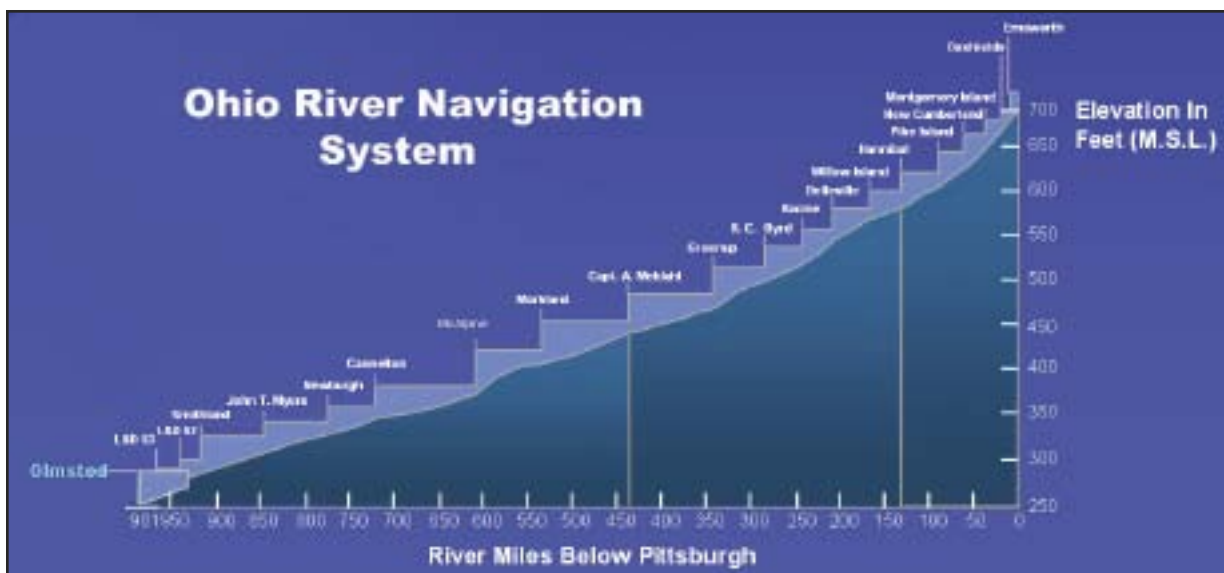 Emsworth
Dashields
Ohio River Navigation
System
Montgomery Island
New Cumberland
Pike Island
Hannibal
Willow Island
Belleville
Racine
R. C. Byrd
Greenup
Capt. A. Meldahl
Markland
McAlpine
Cannelton
Newburgh
John T. Myers
Smithland
L&D 52
L&D 53
Olmsted
Elevation In
Feet (M.S.L.)
700
650
600
550
500
450
400
350
300
250
981 950 900 850 800 750 700 650 600 550 500 450 400 350 300 250 200 150 100 50 0
River Miles Below Pittsburgh